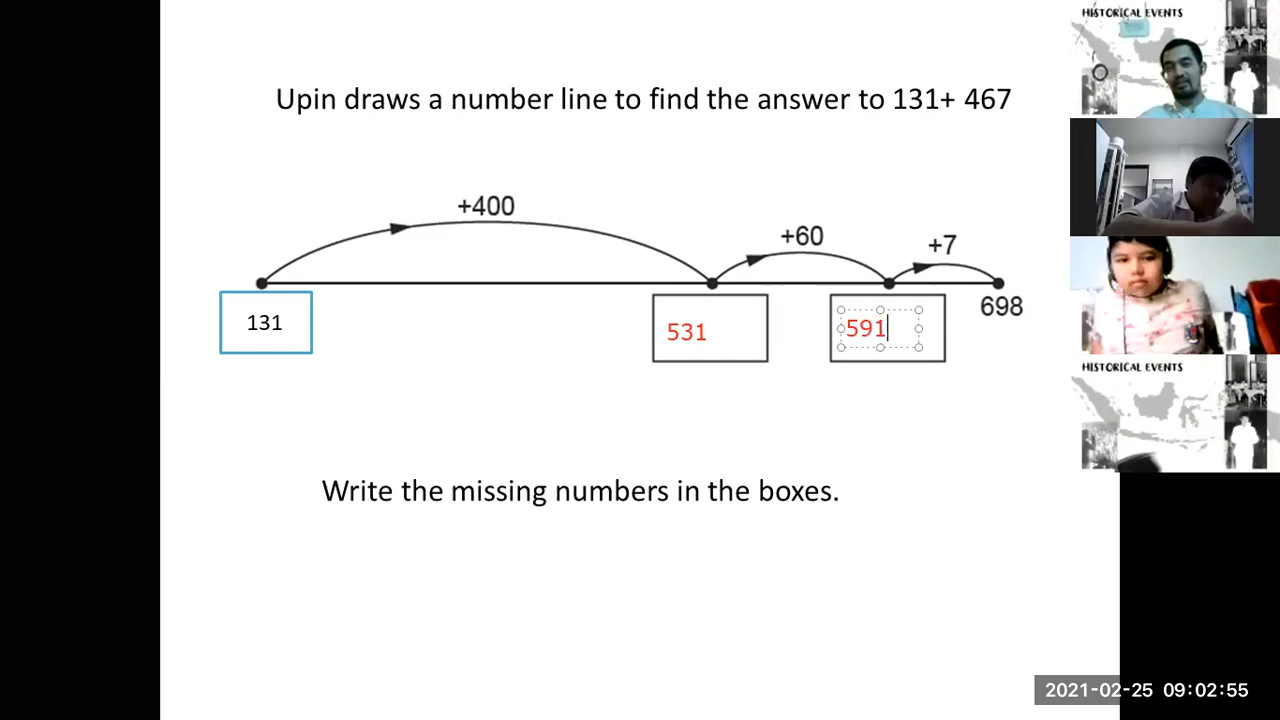 HISTORICAL EVENTS
Upin draws a number line to find the answer to 131+ 467
+400
+60
+7
131
531
591
698
HISTORICAL EVENTS
Write the missing numbers in the boxes.
2021-02-25 09:02:55